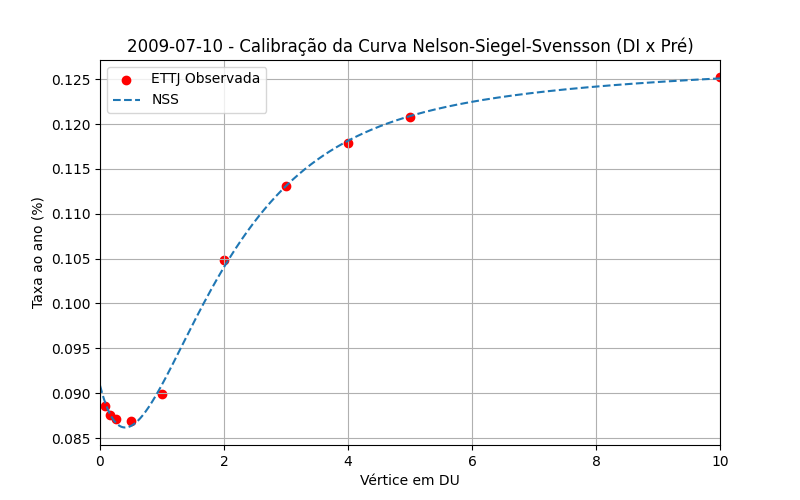 2009-07-10 - Calibração da Curva Nelson-Siegel-Svensson (DI x Pré)
ETTJ Observada
NSS
Taxa ao ano (%)
0.125
0.120
0.115
0.110
0.105
0.100
0.095
0.090
0.085
0 2 4 6 8 10
Vértice em DU